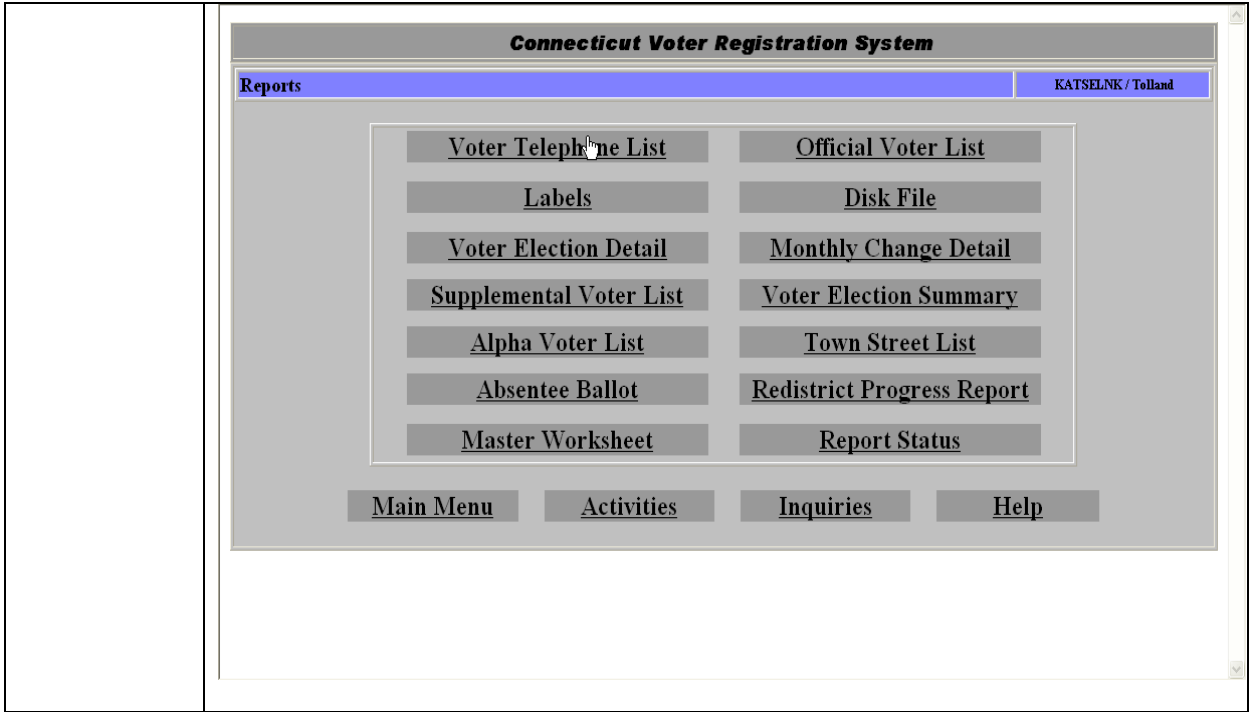 Connecticut Voter Registration System
Reports KATSELNK / Tolland
Voter Telephone List Official Voter List
Labels Disk File
Voter Election Detail Monthly Change Detail
Supplemental Voter List Voter Election Summary
Alpha Voter List Town Street List
Absentee Ballot Redistrict Progress Report
Master Worksheet Report Status
Main Menu Activities Inquiries Help